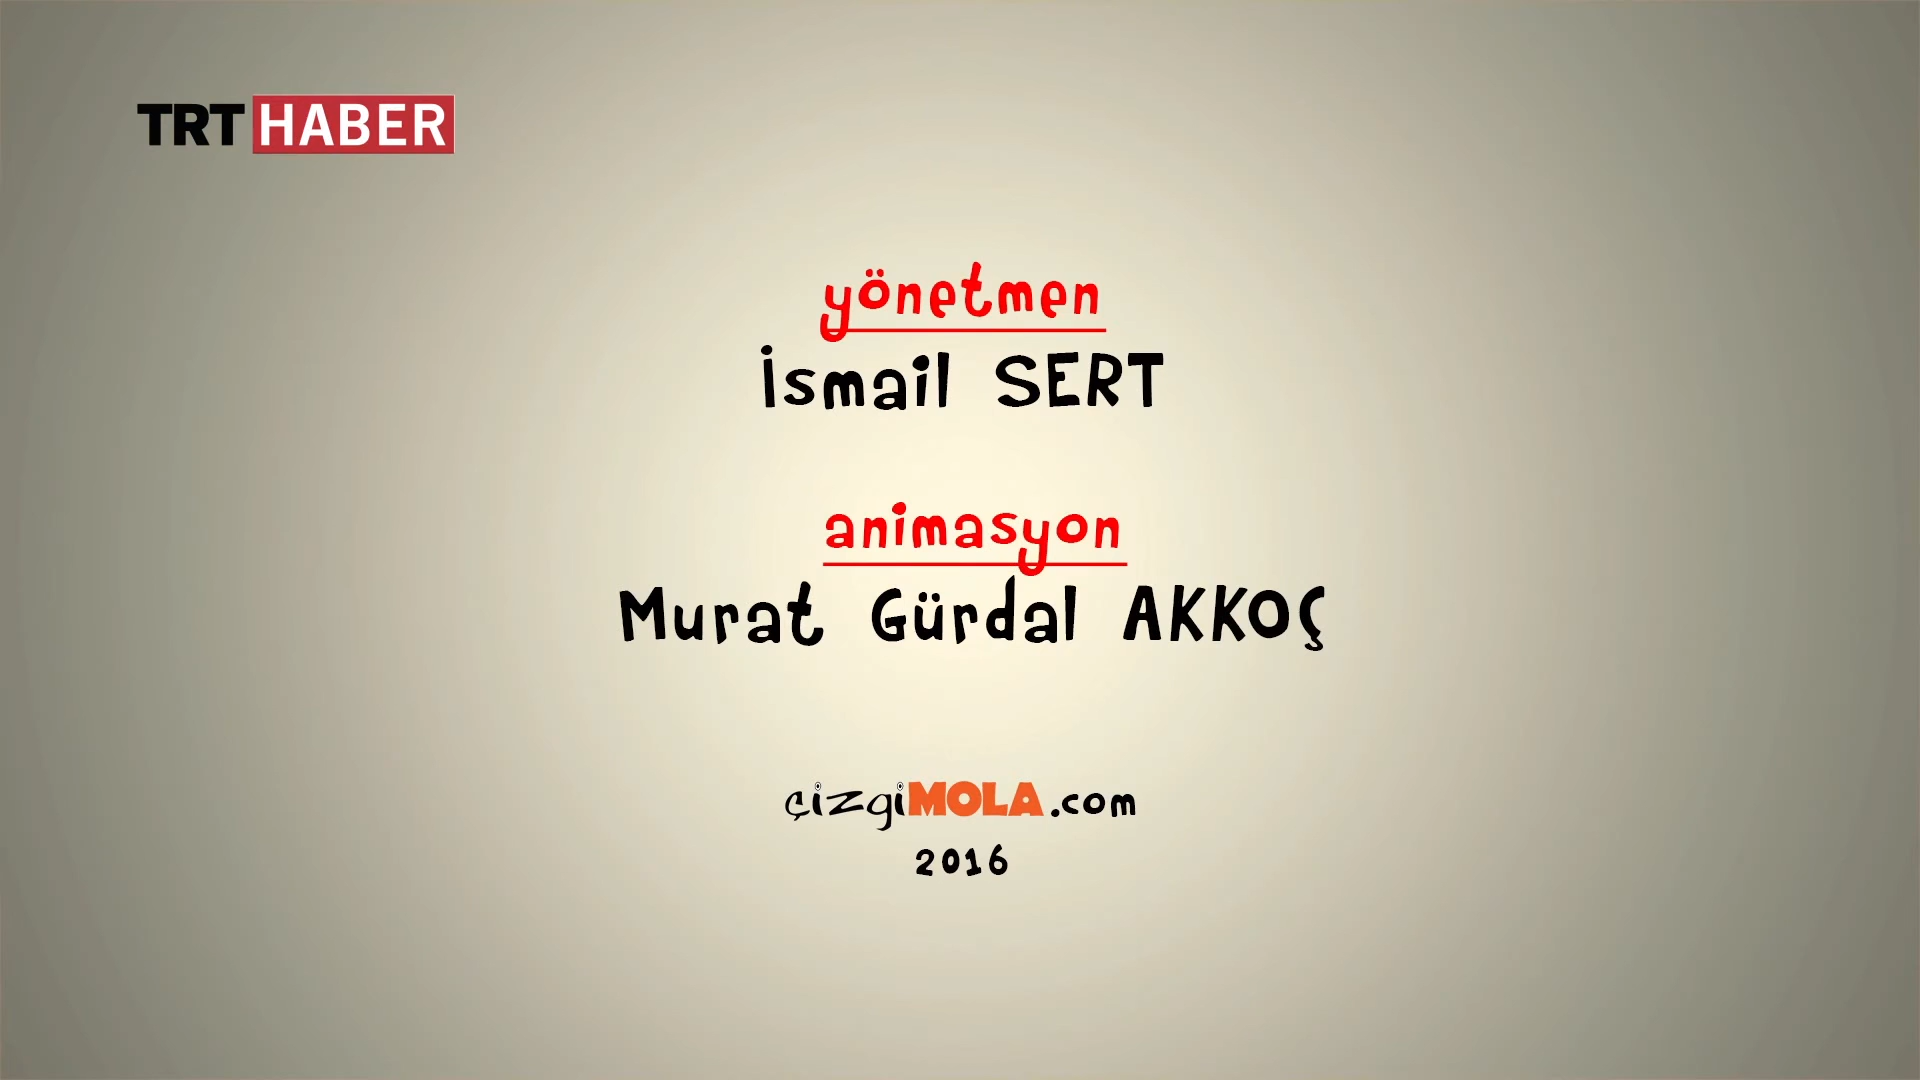 TRT HABER
yönetmen
İsmail SERT
animasyon
Murat Gürdal AKKOÇ
çizgiMOLA.com
2016